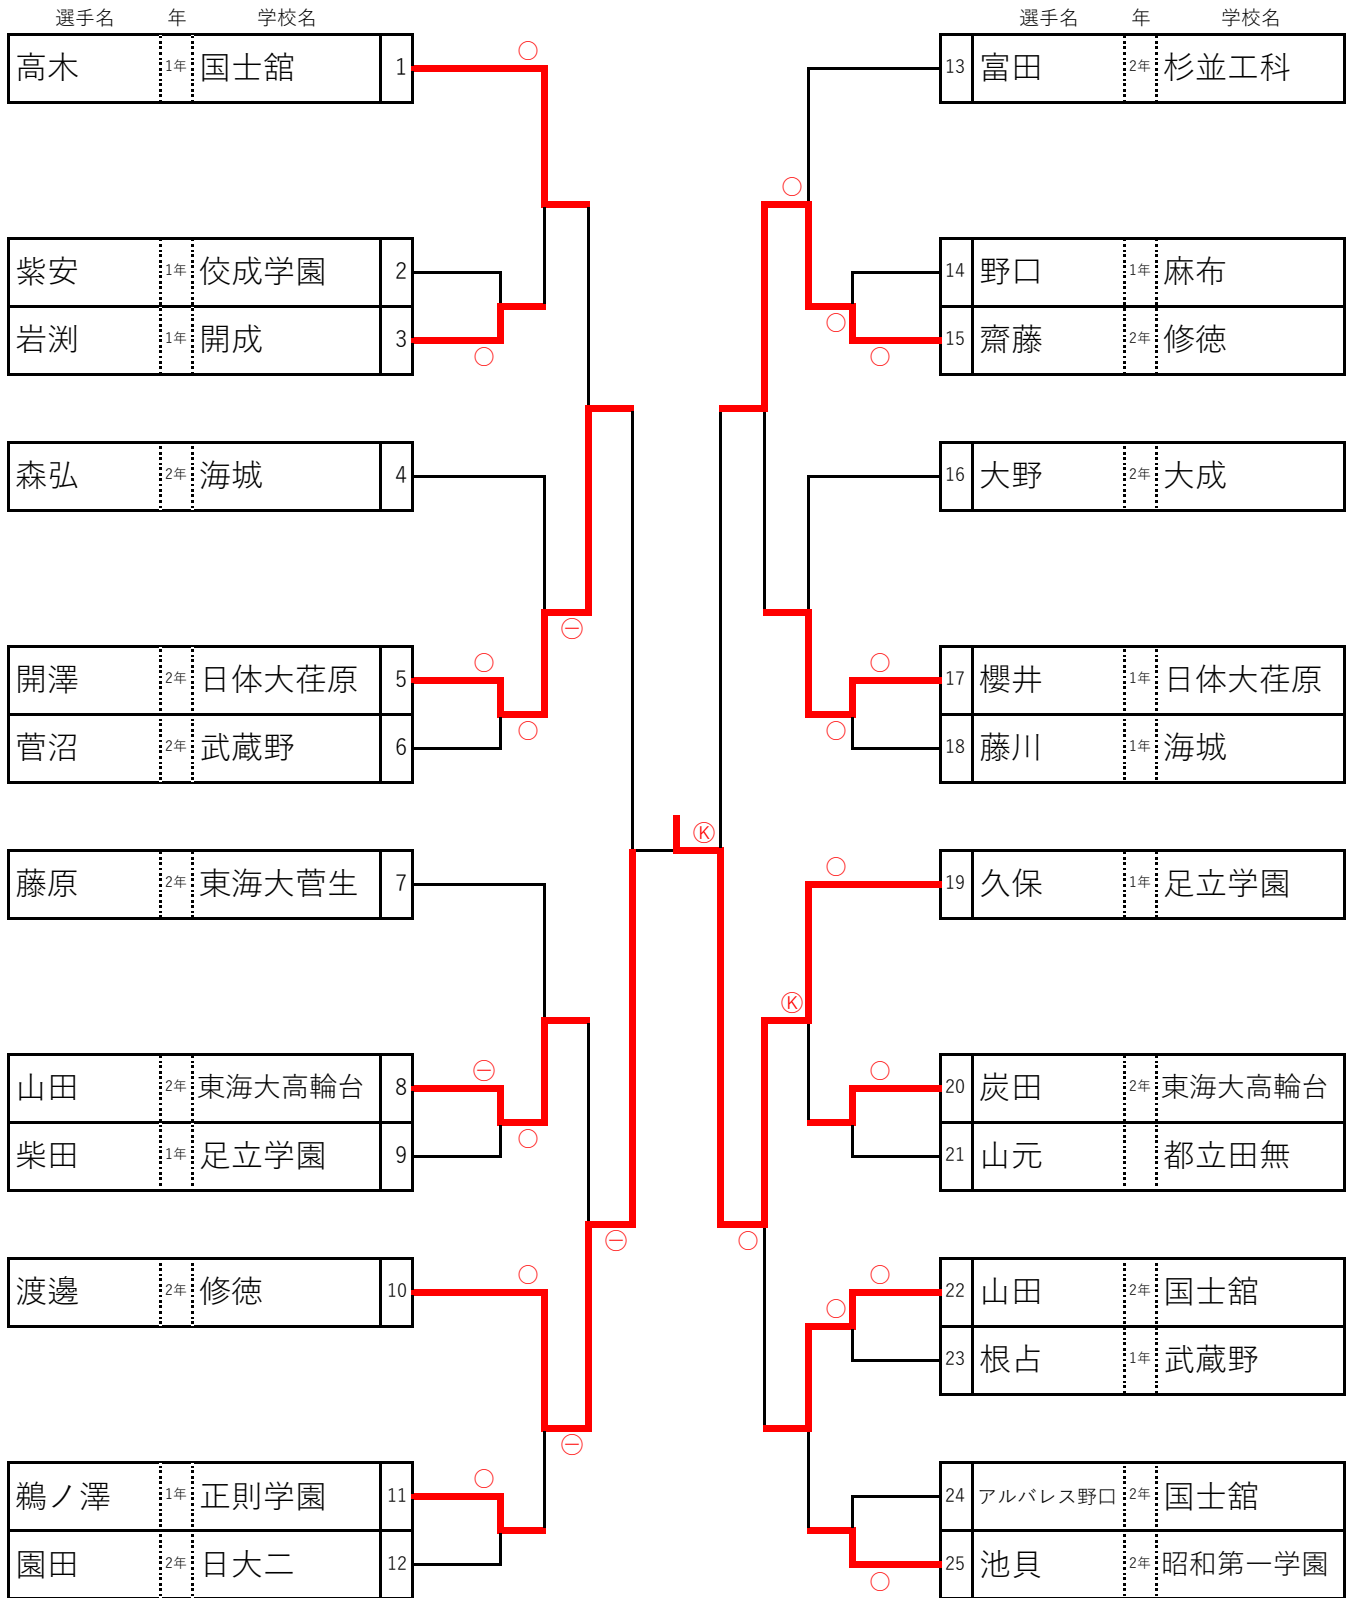 選手名 年 学校名
高木 1年 国士舘 1
紫安 1年 佼成学園 2
岩渕 1年 開成 3
森弘 2年 海城 4
開澤 2年 日体大荏原 5
菅沼 2年 武蔵野 6
藤原 2年 東海大菅生 7
山田 2年 東海大高輪台 8
柴田 1年 足立学園 9
渡邊 2年 修徳 10
鵜ノ澤 1年 正則学園 11
園田 2年 日大二 12
選手名 年 学校名
13 富田 2年 杉並工科
14 野口 1年 麻布
15 齋藤 2年 修徳
16 大野 2年 大成
17 櫻井 1年 日体大荏原
18 藤川 1年 海城
19 久保 1年 足立学園
20 炭田 2年 東海大高輪台
21 山元 都立田無
22 山田 2年 国士舘
23 根占 1年 武蔵野
24 アルバレス野口 2年 国士舘
25 池貝 2年 昭和第一学園
○
○
○
○
㊀
○
㊀
○
○
㊀
○
㊀
Ⓚ
○
○
○
○
○
○
Ⓚ
○
○
○
○
○